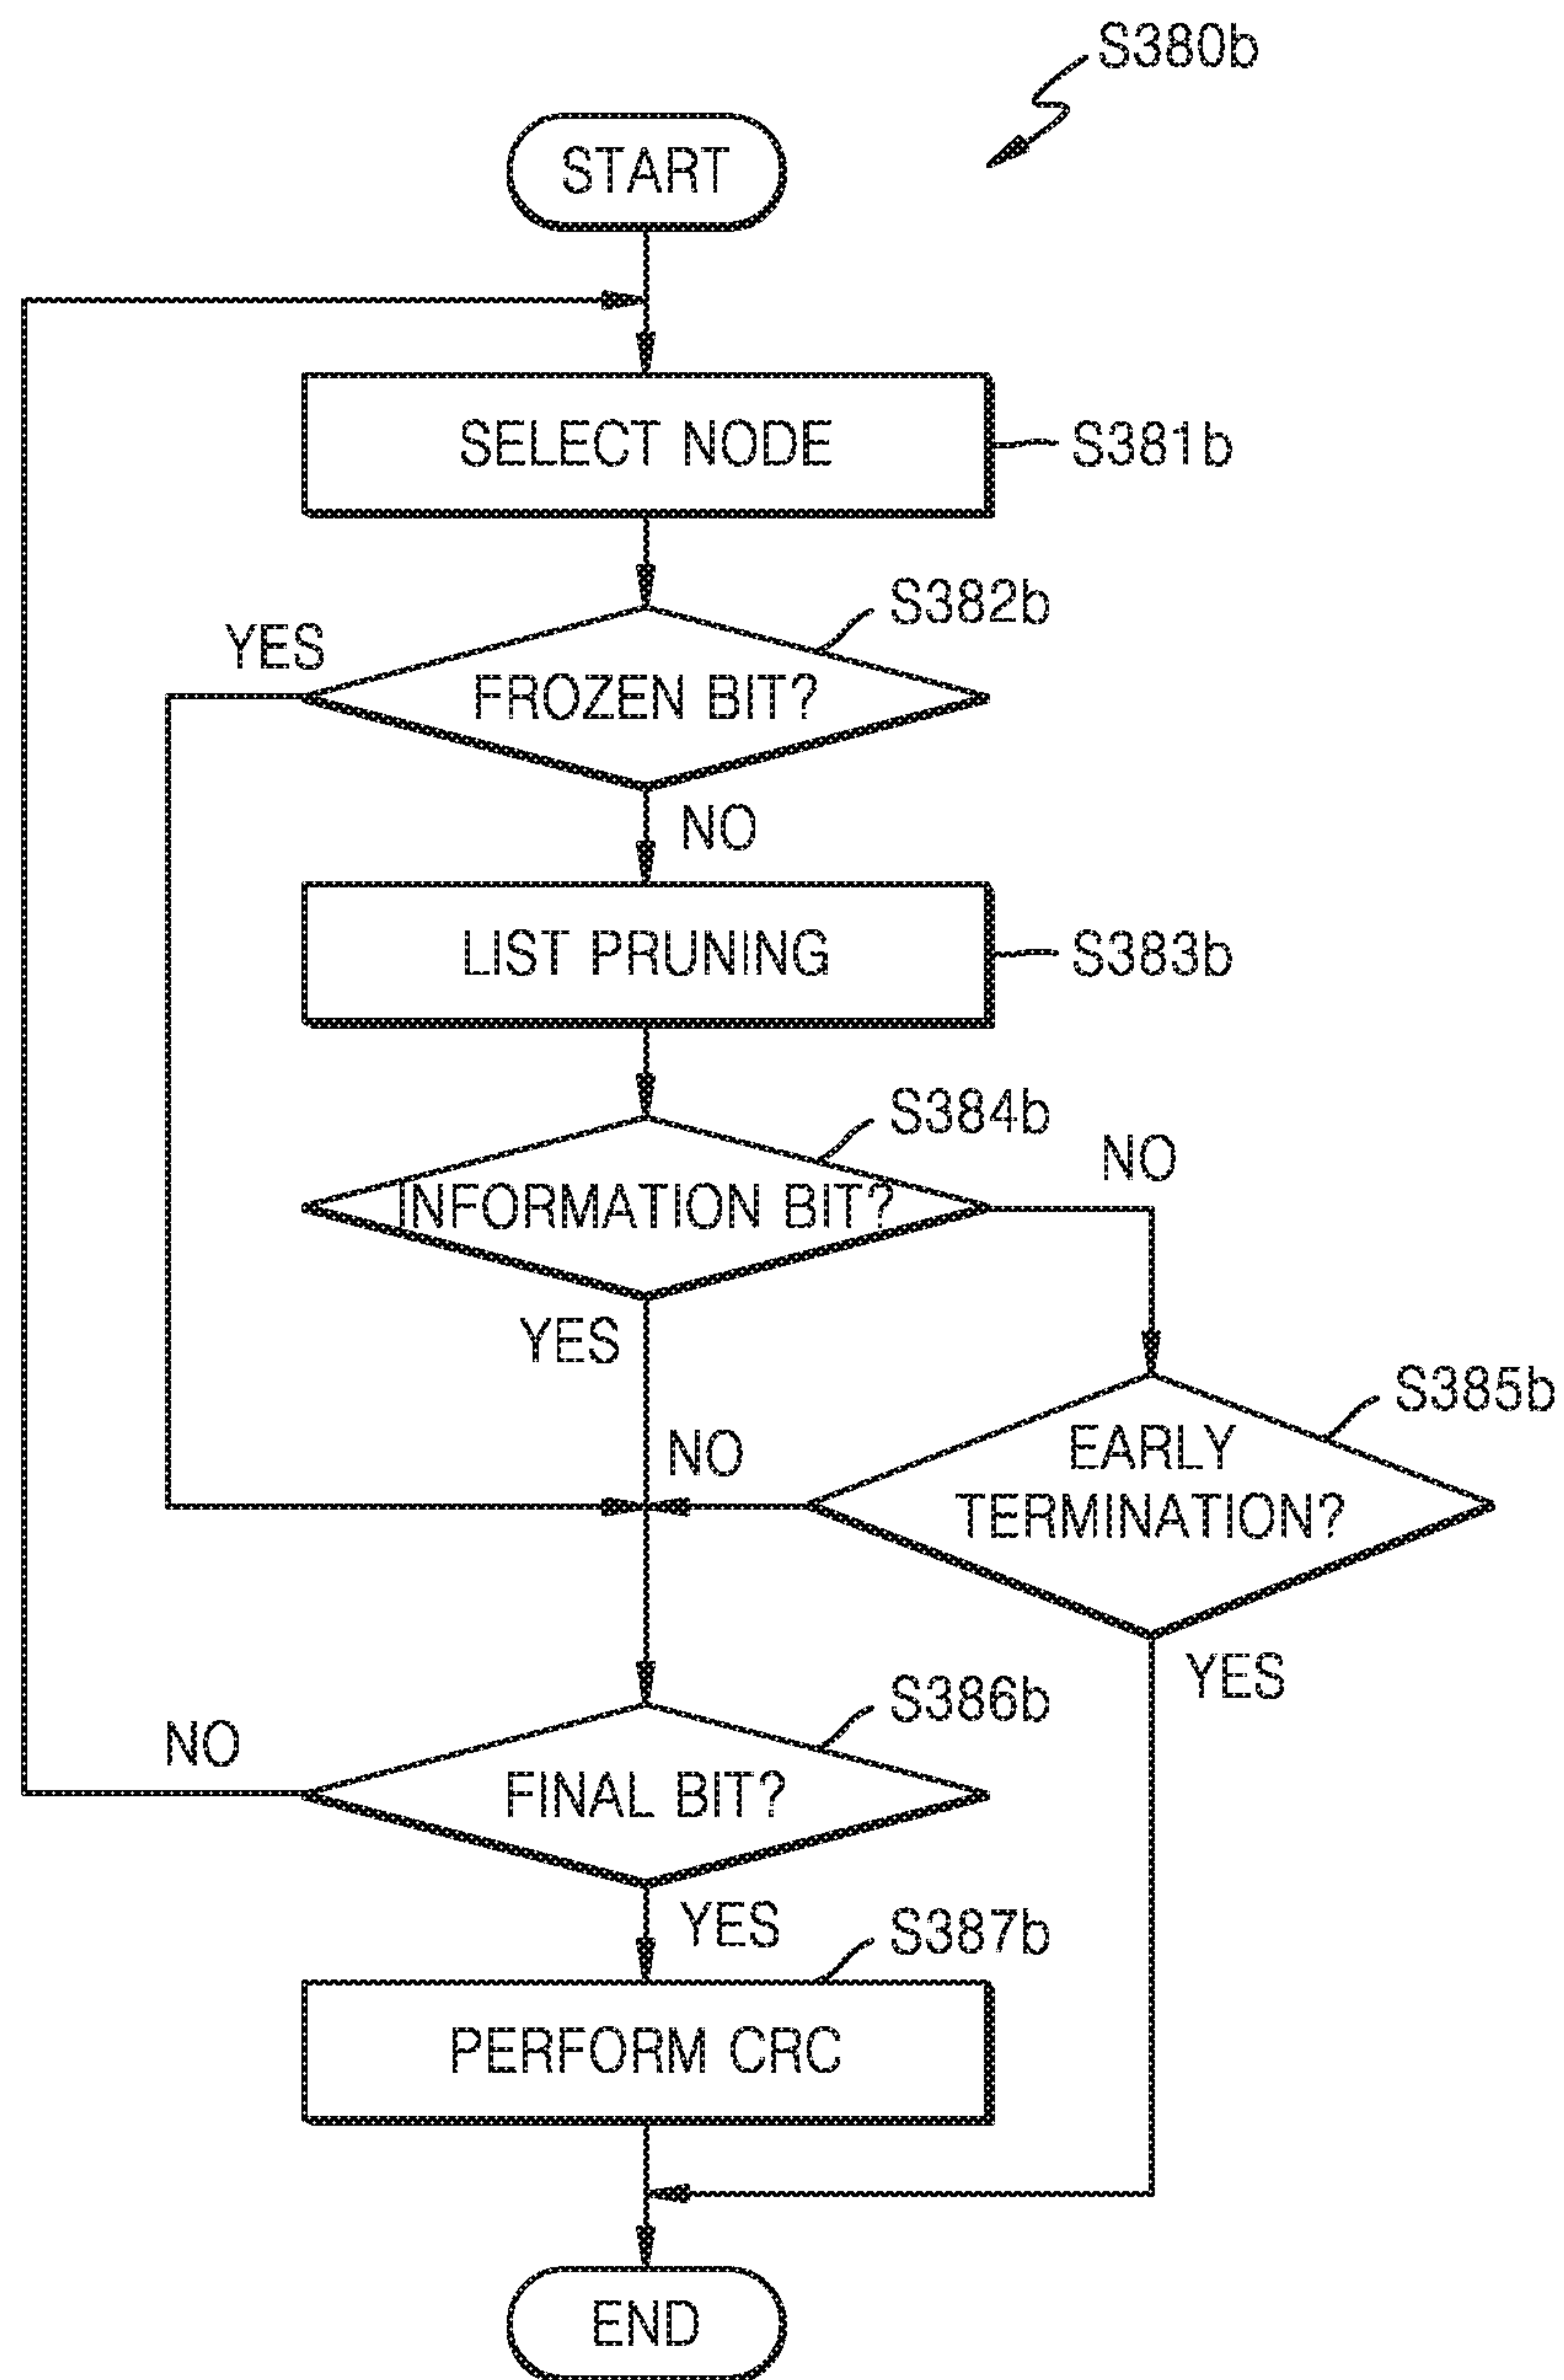 S380b
START
SELECT NODE
S381b
S382b
YES
FROZEN BIT?
NO
LIST PRUNING
S383b
S384b
NO
INFORMATION BIT?
YES
S385b
EARLY
TERMINATION?
NO
YES
S386b
NO
FINAL BIT?
YES
S387b
PERFORM CRC
END